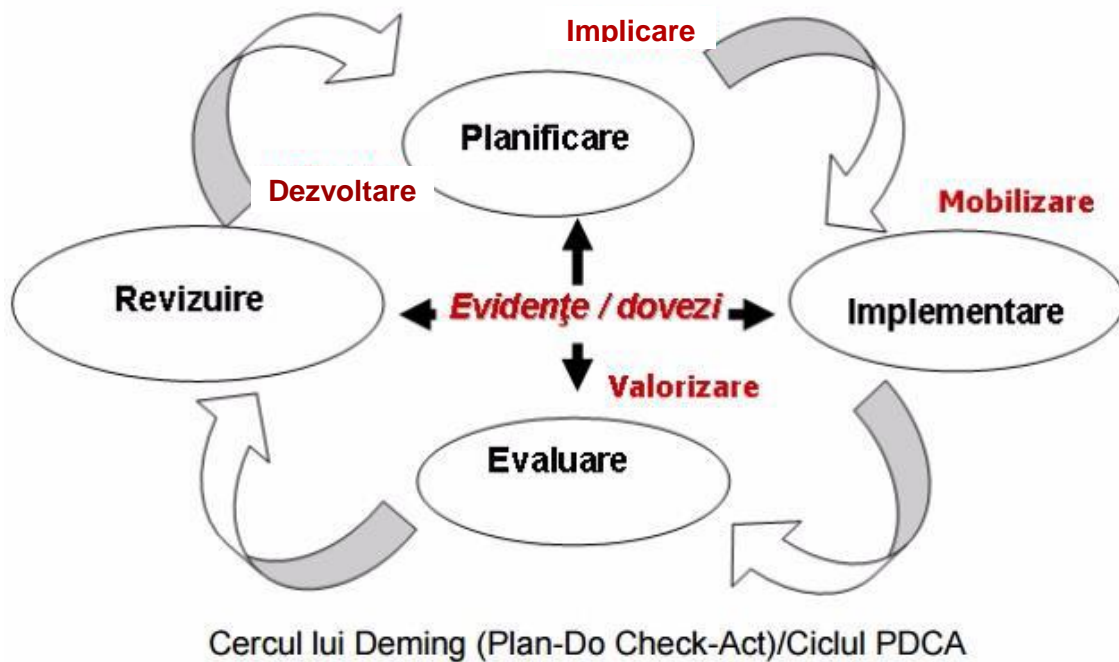 Implicare
Planificare
Dezvoltare
Mobilizare
Revizuire
Evidenţe / dovezi
Implementare
Valorizare
Evaluare
Cercul lui Deming (Plan-Do Check-Act)/Ciclul PDCA